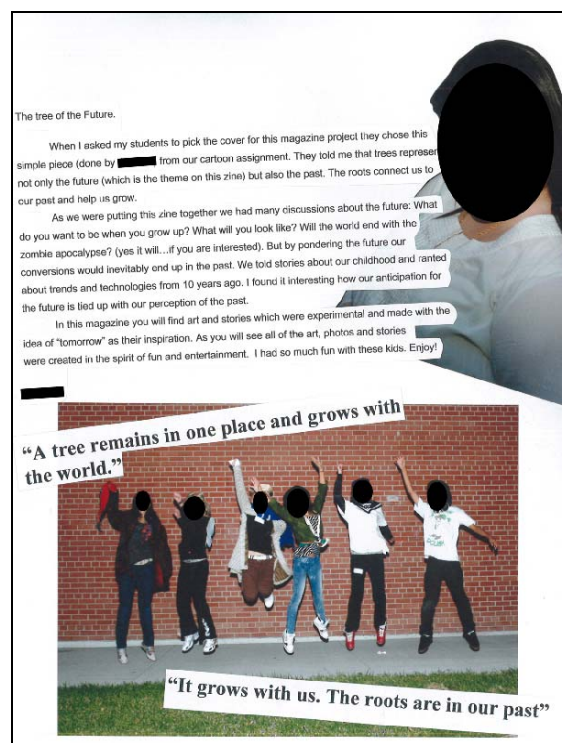 The tree of the Future.
When I asked my students to pick the cover for this magazine project they chose this
simple piece (done by from our cartoon assignment. They told me that trees represen
not only the future (which is the theme on this zine) but also the past. The roots connect us to
our past and help us grow.
As we were putting this zine together we had many discussions about the future: What
do you want to be when you grow up? What will you look like? Will the world end with the
zombie apocalypse? (yes it will...if you are interested). But by pondering the future our
conversions would inevitably end up in the past. We told stories about our childhood and ranted
about trends and technologies from 10 years ago. I found it interesting how our anticipation for
the future is tied up with our perception of the past.
In this magazine you will find art and stories which were experimental and made with the
idea of "tomorrow" as their inspiration. As you will see all of the art, photos and stories
were created in the spirit of fun and entertainment. I had so much fun with these kids. Enjoy!
“A tree remains in one place and grows with
the world.”
“It grows with us. The roots are in our past”